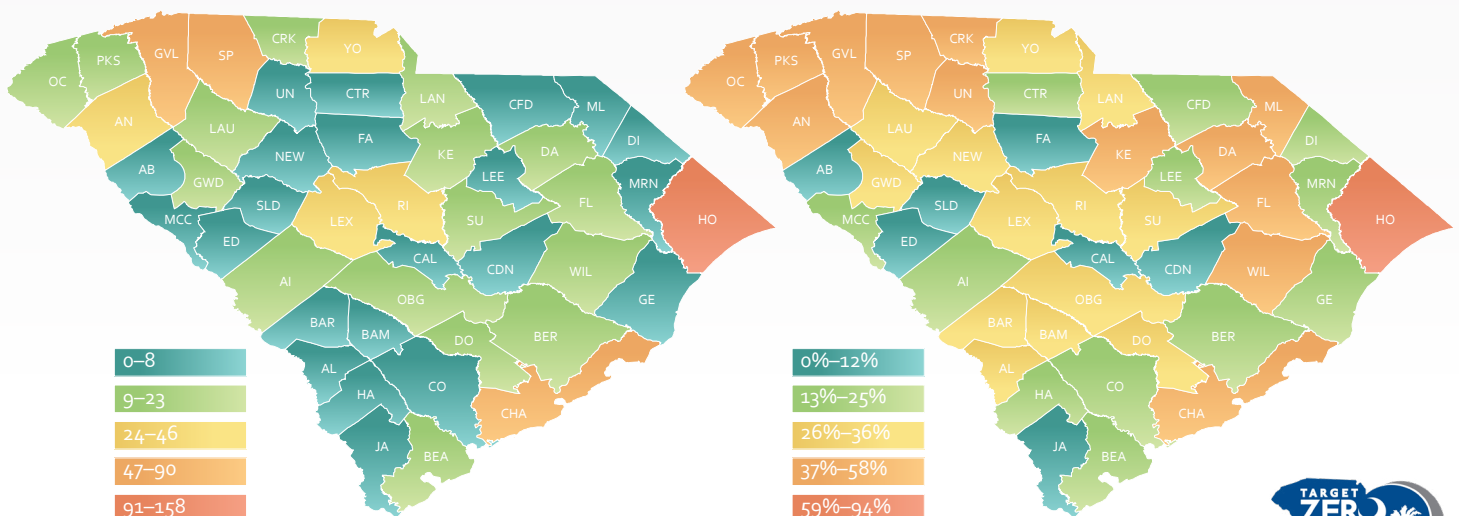 CRK
YO
GVL
SP
PKS
OC
UN
CTR
LAN
CFD
ML
AN
LAU
FA
DI
NEW
KE
DA
AB
GWD
LEE
MRN
SLD
RI
FL
MCC
LEX
SU
HO
ED
CAL
CDN
WIL
AI
OBG
GE
BAR
BAM
DO
BER
AL
CO
HA
CHA
JA
BEA
0–8
9–23
24–46
47–90
91–158
CRK
YO
GVL
SP
PKS
OC
UN
CTR
LAN
CFD
ML
AN
LAU
FA
DI
NEW
KE
DA
AB
GWD
LEE
MRN
SLD
RI
FL
MCC
LEX
SU
HO
ED
CAL
CDN
WIL
AI
OBG
GE
BAR
BAM
DO
BER
AL
CO
HA
CHA
JA
BEA
0%–12%
13%–25%
26%–36%
37%–58%
59%–94%
TARGET
ZERO